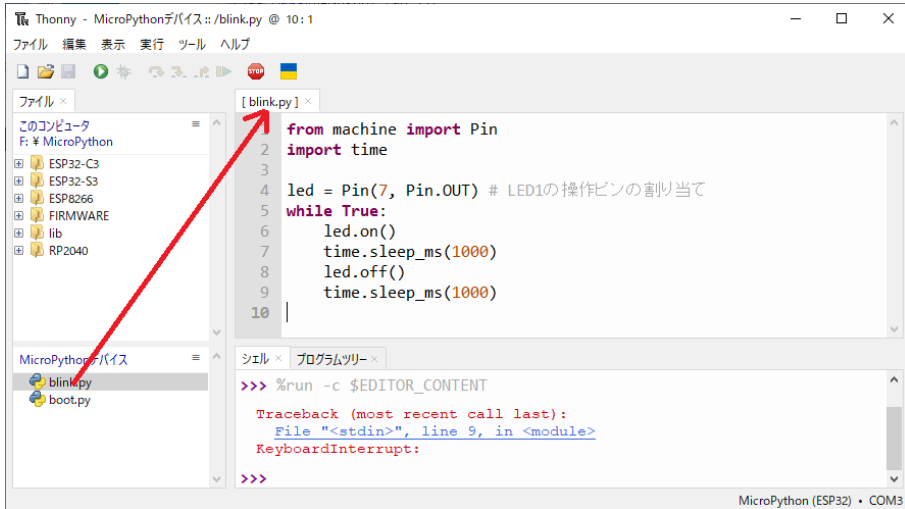 Thonny - MicroPythonデバイス :: /blink.py @ 10:1
ファイル 編集 表示 実行 ツール ヘルプ
STOP
ファイル
このコンピュータ
F: ¥ MicroPython
ESP32-C3
ESP32-S3
ESP8266
FIRMWARE
lib
RP2040
MicroPythonデバイス
blink.py
boot.py
[ blink.py ]
1 from machine import Pin
2 import time
3
4 led = Pin(7, Pin.OUT) # LED1の操作ピンの割り当て
5 while True:
6     led.on()
7     time.sleep_ms(1000)
8     led.off()
9     time.sleep_ms(1000)
10
シェル プログラムツリー
>>> %run -c $EDITOR_CONTENT
Traceback (most recent call last):
  File "<stdin>", line 9, in <module>
KeyboardInterrupt:
>>>
MicroPython (ESP32) • COM3